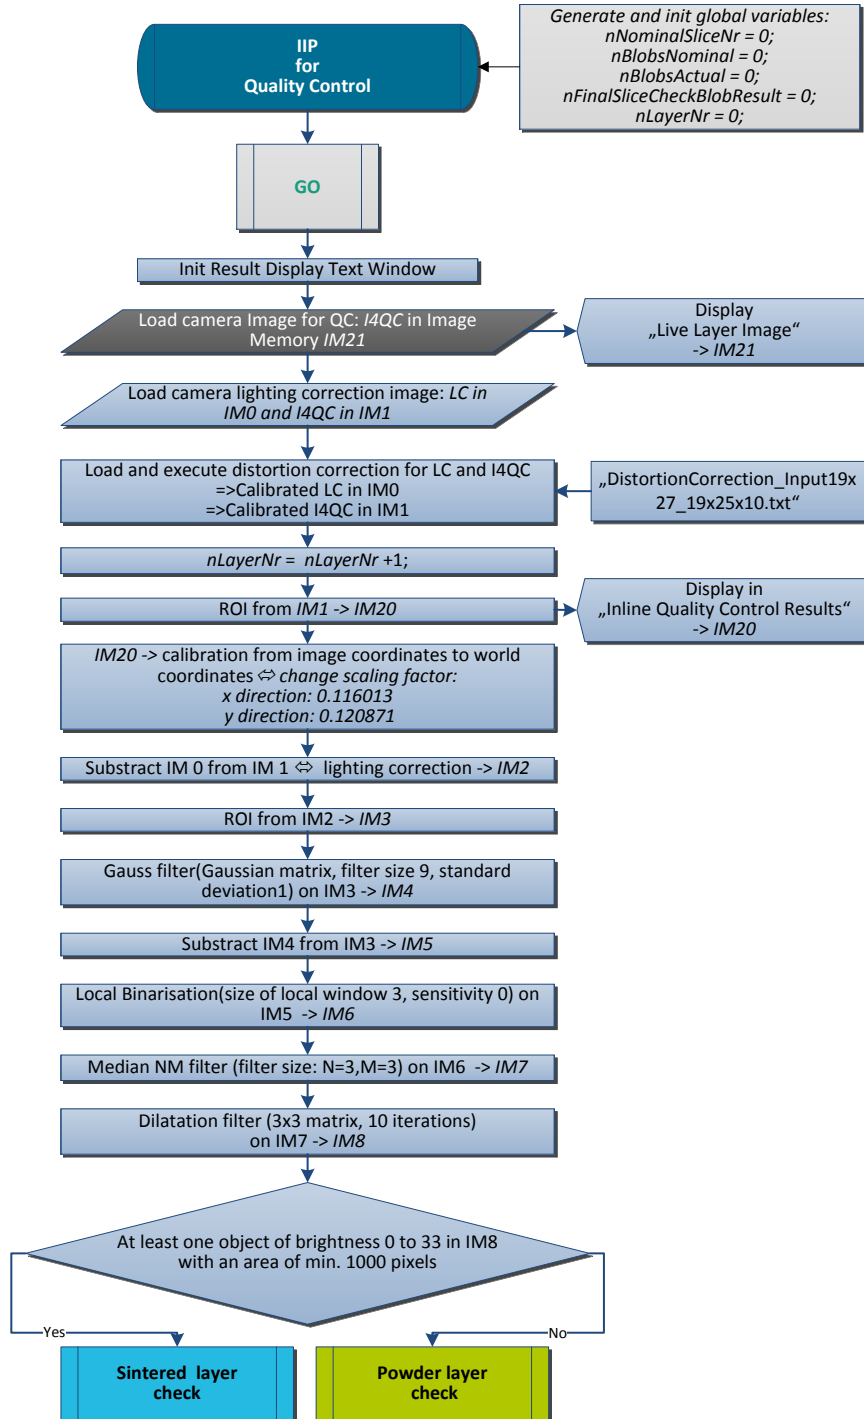 IIP
for
Quality Control
Generate and init global variables:
nNominalSliceNr = 0;
nBlobsNominal = 0;
nBlobsActual = 0;
nFinalSliceCheckBlobResult = 0;
nLayerNr = 0;
GO
Init Result Display Text Window
Load camera Image for QC: I4QC in Image
Memory IM21
Display
„Live Layer Image“
-> IM21
Load camera lighting correction image: LC in
IM0 and I4QC in IM1
Load and execute distortion correction for LC and I4QC
=>Calibrated LC in IM0
=>Calibrated I4QC in IM1
„DistortionCorrection_Input19x
27_19x25x10.txt“
nLayerNr = nLayerNr +1;
ROI from IM1 -> IM20
Display in
„Inline Quality Control Results“
-> IM20
IM20 -> calibration from image coordinates to world
coordinates ⇔ change scaling factor:
x direction: 0.116013
y direction: 0.120871
Substract IM 0 from IM 1 ⇔ lighting correction -> IM2
ROI from IM2 -> IM3
Gauss filter(Gaussian matrix, filter size 9, standard
deviation1) on IM3 -> IM4
Substract IM4 from IM3 -> IM5
Local Binarisation(size of local window 3, sensitivity 0) on
IM5 -> IM6
Median NM filter (filter size: N=3,M=3) on IM6 -> IM7
Dilatation filter (3x3 matrix, 10 iterations)
on IM7 -> IM8
At least one object of brightness 0 to 33 in IM8
with an area of min. 1000 pixels
Yes
No
Sintered layer
check
Powder layer
check